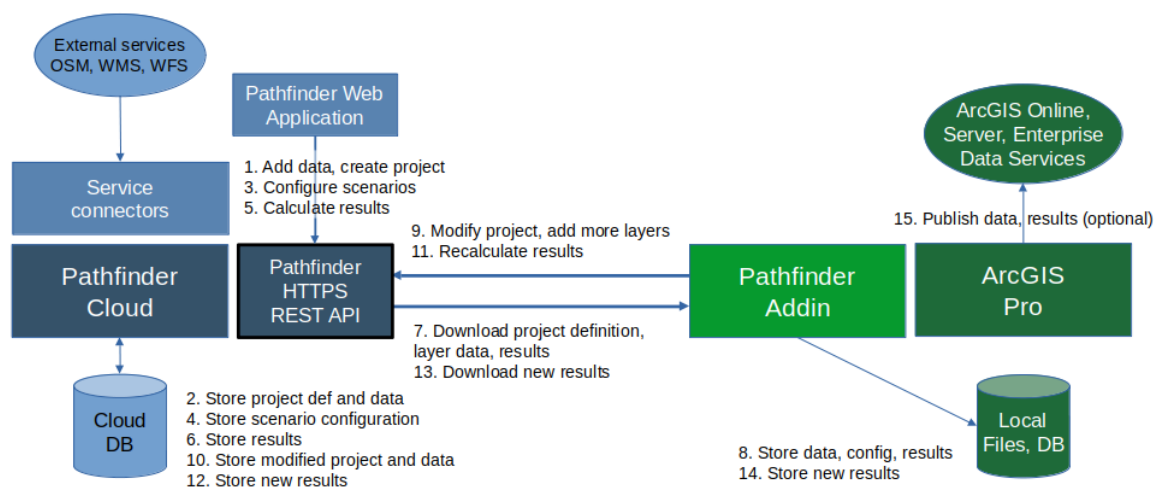 External services
OSM, WMS, WFS
Pathfinder Web
Application
ArcGIS Online,
Server, Enterprise
Data Services
Service
connectors
1. Add data, create project
3. Configure scenarios
5. Calculate results
15. Publish data, results (optional)
9. Modify project, add more layers
11. Recalculate results
Pathfinder
Cloud
Pathfinder
HTTPS
REST API
Pathfinder
Addin
ArcGIS
Pro
7. Download project definition,
layer data, results
13. Download new results
Cloud
DB
2. Store project def and data
4. Store scenario configuration
6. Store results
10. Store modified project and data
12. Store new results
8. Store data, config, results
14. Store new results
Local
Files, DB